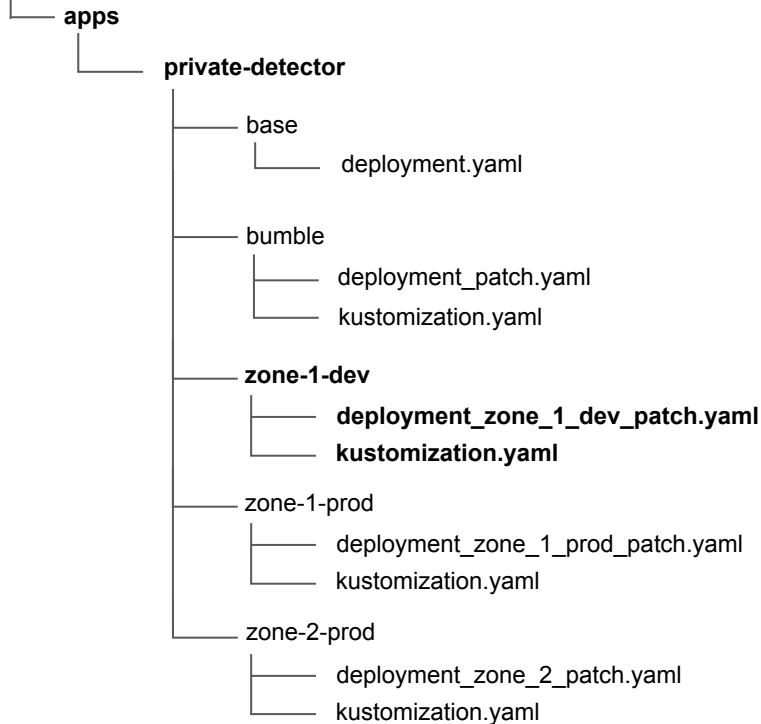 apps
private-detector
base
deployment.yaml
bumble
deployment_patch.yaml
kustomization.yaml
zone-1-dev
deployment_zone_1_dev_patch.yaml
kustomization.yaml
zone-1-prod
deployment_zone_1_prod_patch.yaml
kustomization.yaml
zone-2-prod
deployment_zone_2_patch.yaml
kustomization.yaml